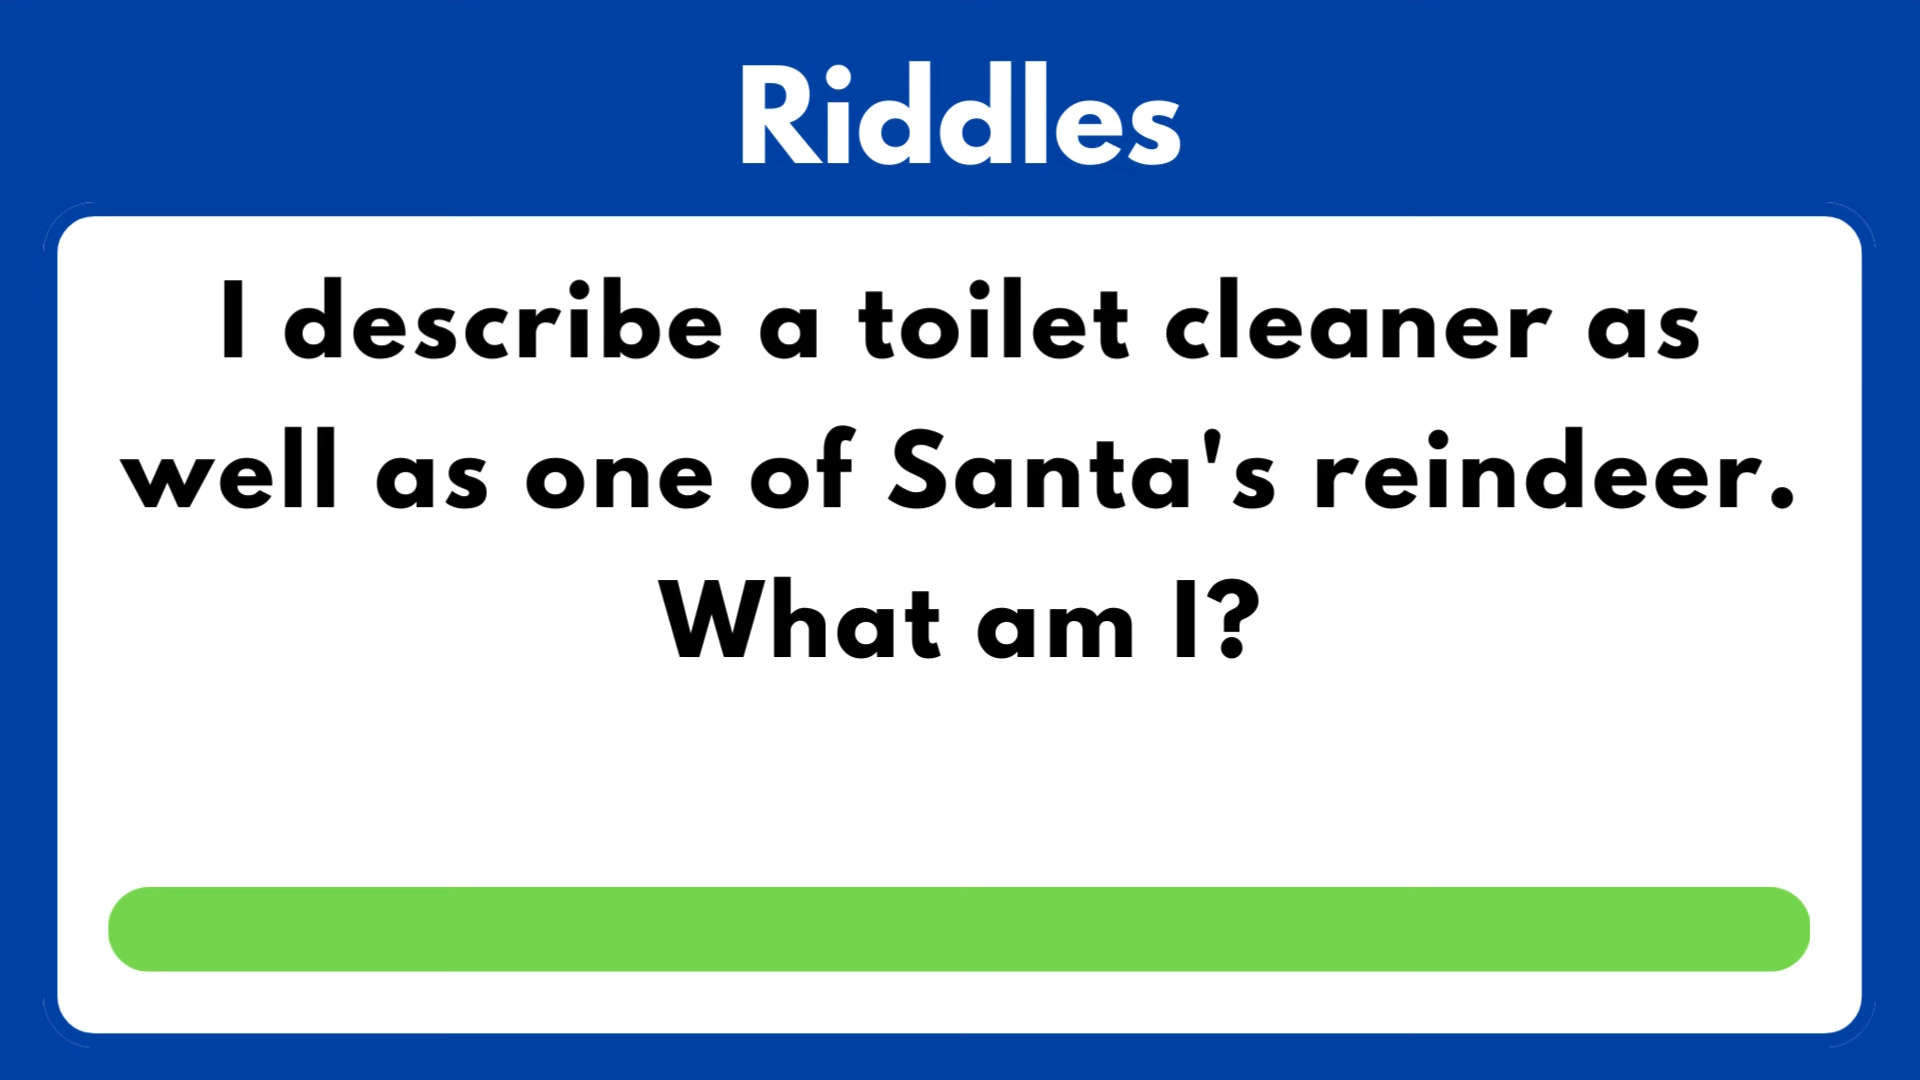 Riddles
I describe a toilet cleaner as
well as one of Santa's reindeer.
What am I?